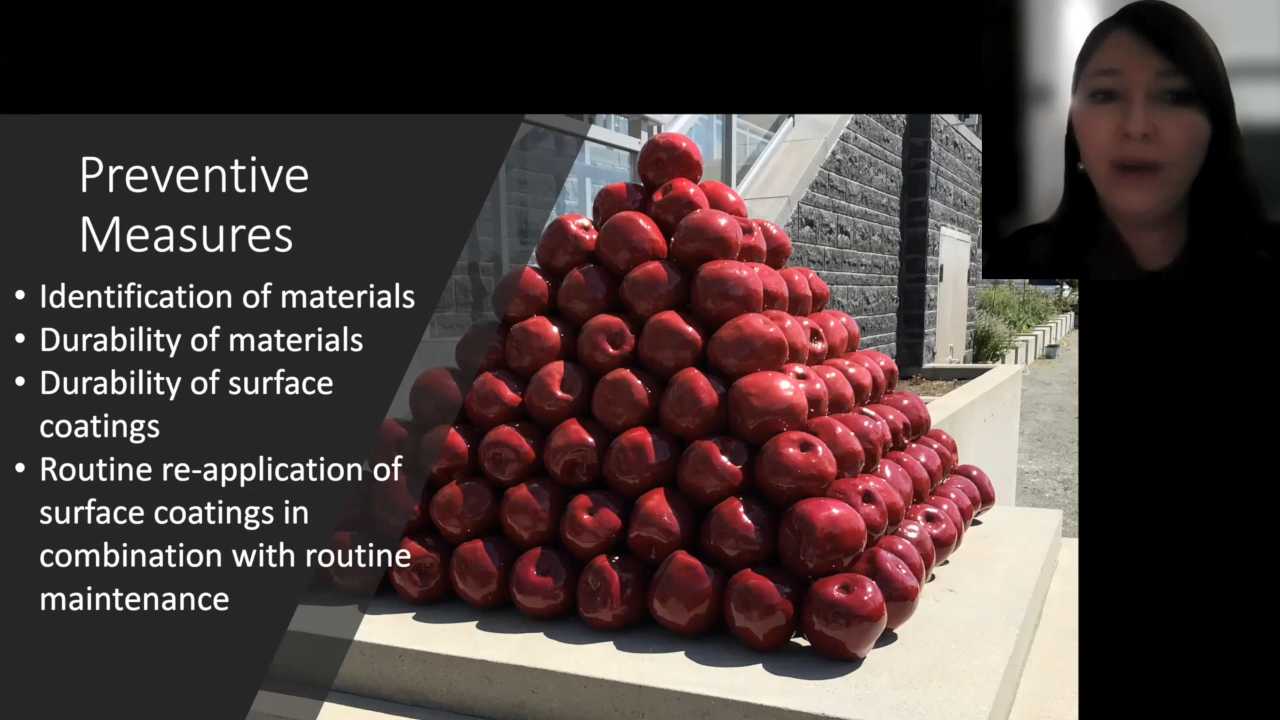 Preventive
Measures
• Identification of materials
• Durability of materials
• Durability of surface
coatings
• Routine re-application of
surface coatings in
combination with routine
maintenance